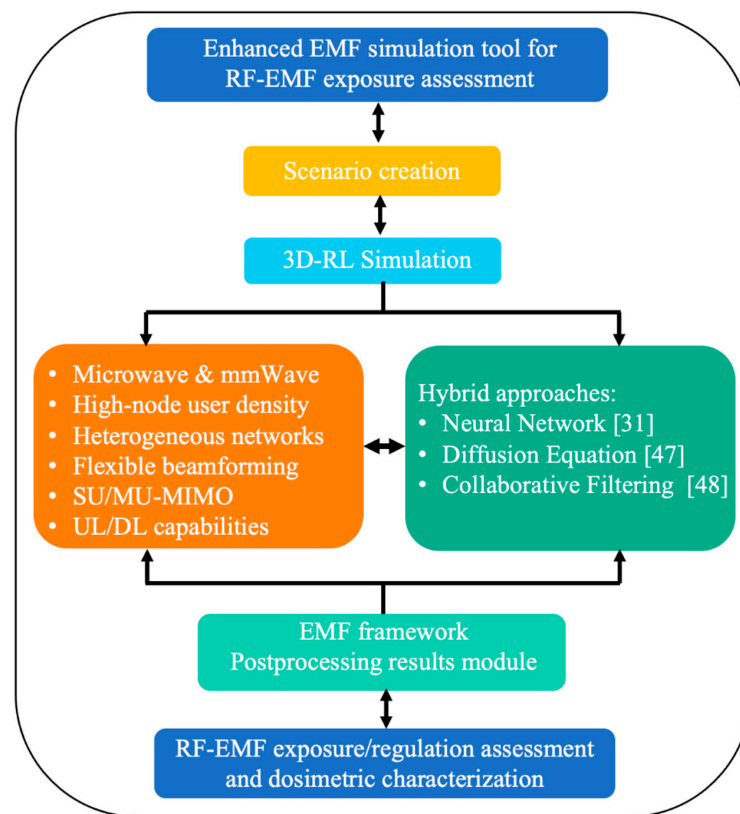 Enhanced EMF simulation tool for
RF-EMF exposure assessment
Scenario creation
3D-RL Simulation
• Microwave & mmWave
• High-node user density
• Heterogeneous networks
• Flexible beamforming
• SU/MU-MIMO
• UL/DL capabilities
Hybrid approaches:
• Neural Network [31]
• Diffusion Equation [47]
• Collaborative Filtering [48]
EMF framework
Postprocessing results module
RF-EMF exposure/regulation assessment
and dosimetric characterization